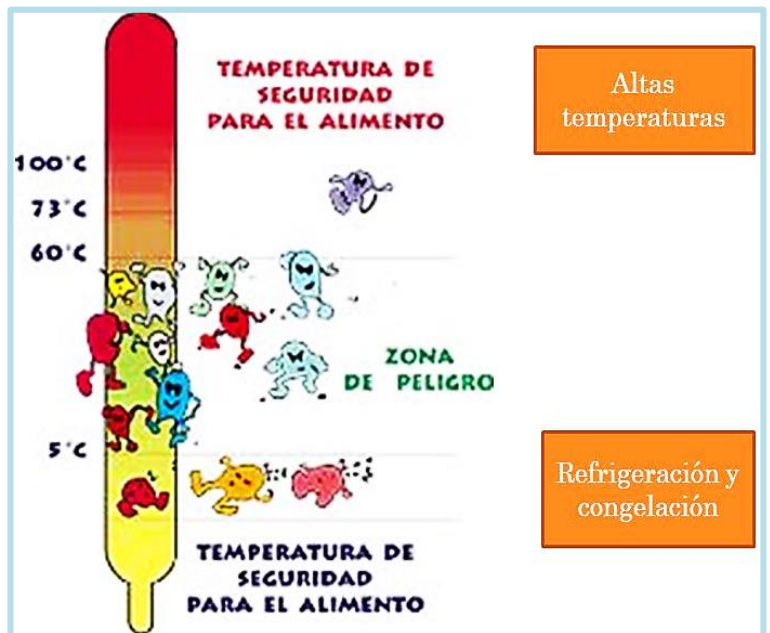 TEMPERATURA DE
SEGURIDAD
PARA EL ALIMENTO
Altas
temperaturas
100°C
73°C
60°C
ZONA
DE PELIGRO
5°C
Refrigeración y
congelación
TEMPERATURA DE
SEGURIDAD
PARA EL ALIMENTO